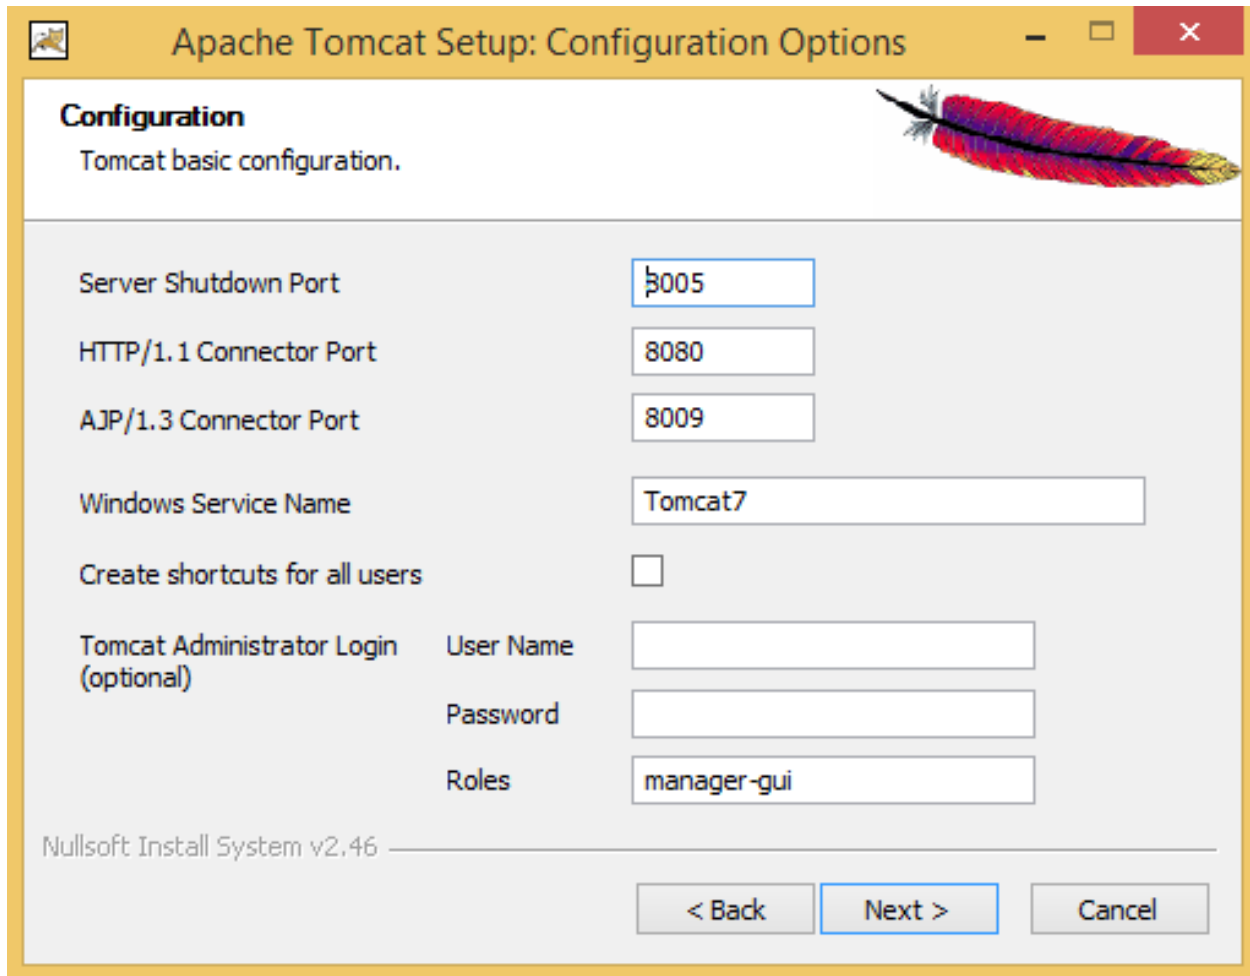 Apache Tomcat Setup: Configuration Options
Configuration
Tomcat basic configuration.
Server Shutdown Port 8005
HTTP/1.1 Connector Port 8080
AJP/1.3 Connector Port 8009
Windows Service Name Tomcat7
Create shortcuts for all users
Tomcat Administrator Login User Name
(optional)
Password
Roles manager-gui
Nullsoft Install System v2.46
< Back Next > Cancel